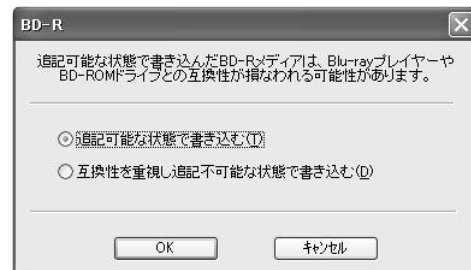 BD-R
追記可能な状態で書き込んだBD-Rメディアは、Blu-rayプレイヤーや
BD-ROMドライブとの互換性が損なわれる可能性があります。
追記可能な状態で書き込む(T)
互換性を重視し追記不可能な状態で書き込む(D)
OK キャンセル